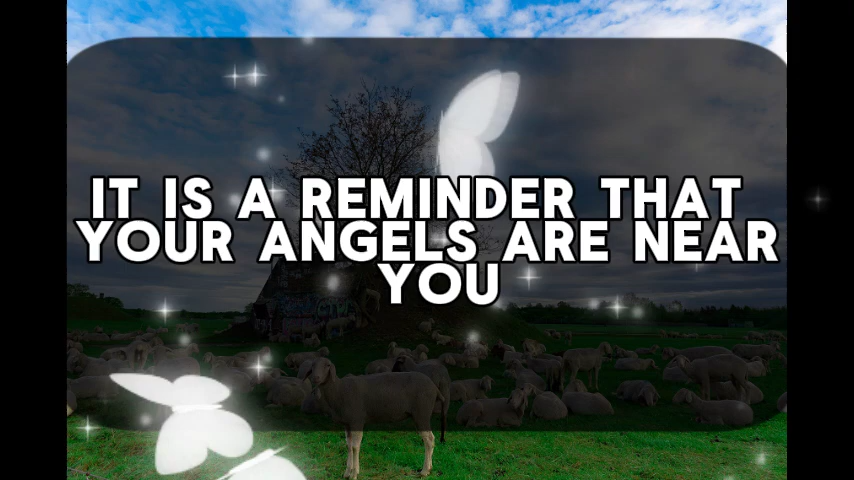 IT IS A REMINDER THAT
YOUR ANGELS ARE NEAR
YOU